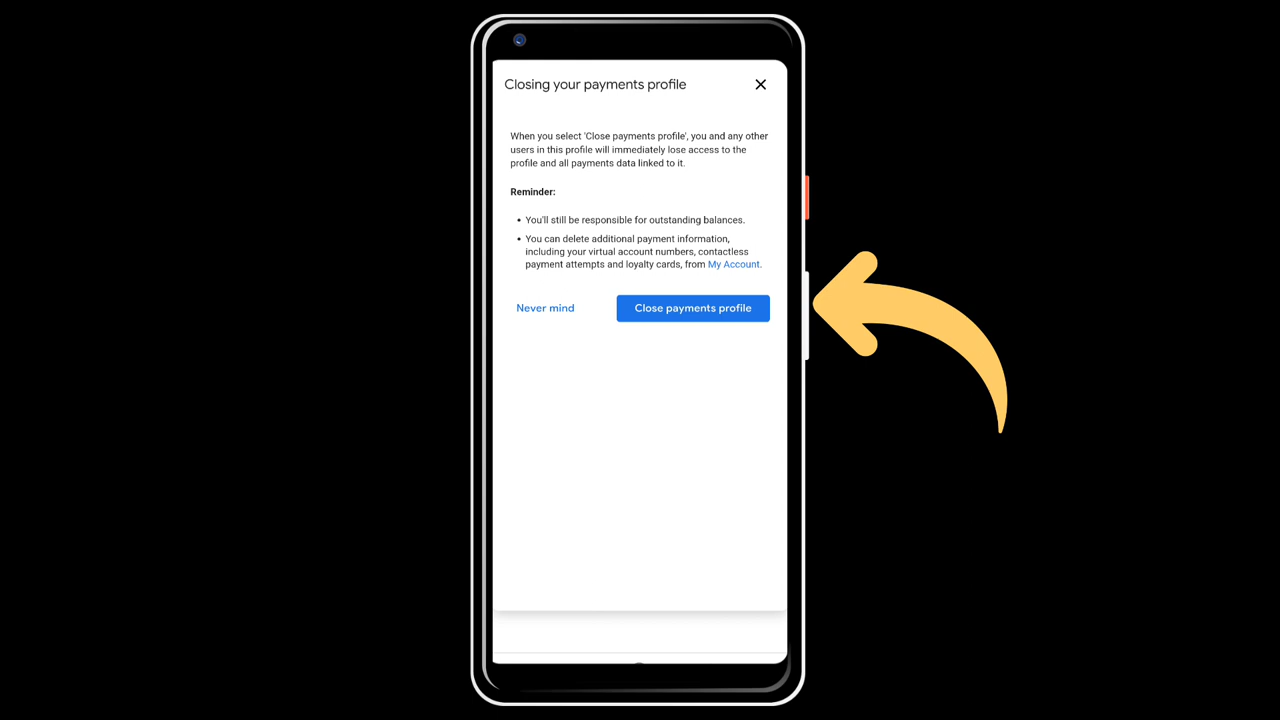 Closing your payments profile
When you select 'Close payments profile', you and any other
users in this profile will immediately lose access to the
profile and all payments data linked to it.
Reminder:
• You'll still be responsible for outstanding balances.
• You can delete additional payment information,
including your virtual account numbers, contactless
payment attempts and loyalty cards, from My Account.
Never mind
Close payments profile